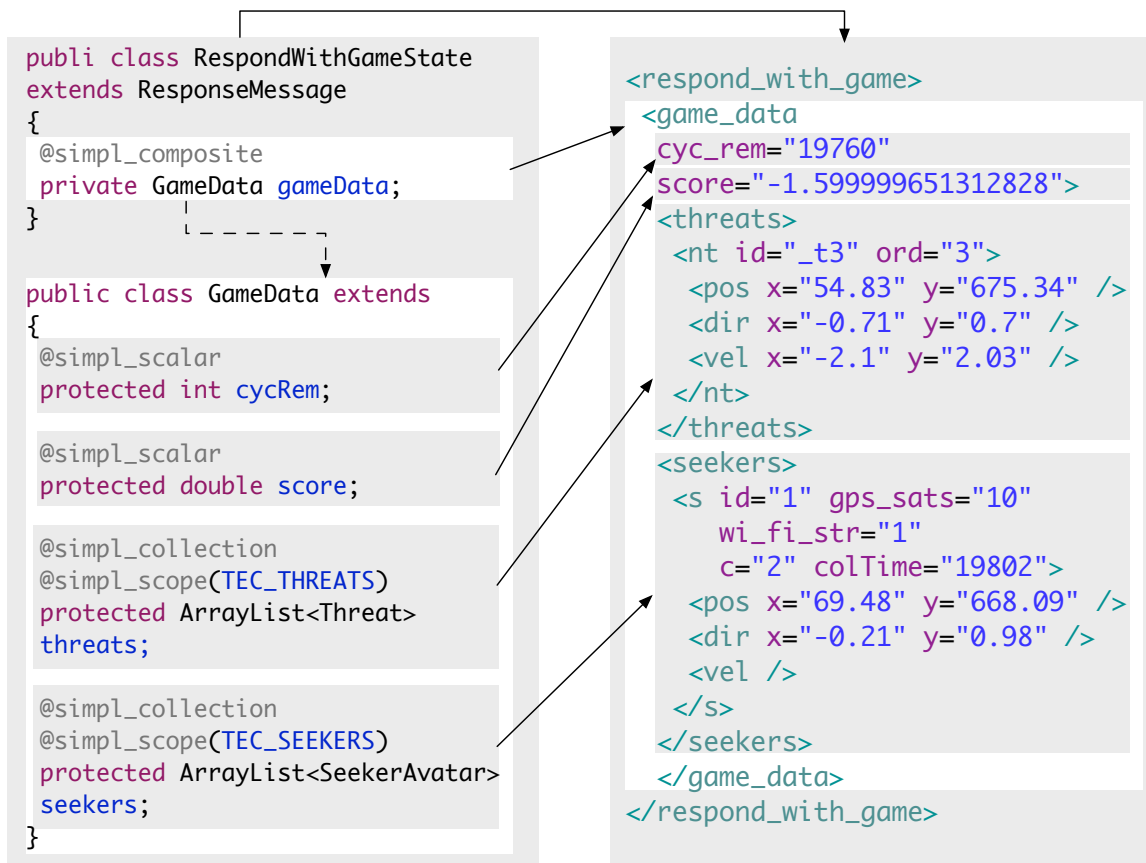 publi class RespondWithGameState
extends ResponseMessage
{
@simpl_composite
private GameData gameData;
}
public class GameData extends
{
@simpl_scalar
protected int cycRem;
@simpl_scalar
protected double score;
@simpl_collection
@simpl_scope(TEC_THREATS)
protected ArrayList<Threat>
threats;
@simpl_collection
@simpl_scope(TEC_SEEKERS)
protected ArrayList<SeekerAvatar>
seekers;
}
<respond_with_game>
<game_data
cyc_rem="19760"
score="-1.599999651312828">
<threats>
<nt id="_t3" ord="3">
<pos x="54.83" y="675.34" />
<dir x="-0.71" y="0.7" />
<vel x="-2.1" y="2.03" />
</nt>
</threats>
<seekers>
<s id="1" gps_sats="10"
wi_fi_str="1"
c="2" colTime="19802">
<pos x="69.48" y="668.09" />
<dir x="-0.21" y="0.98" />
<vel />
</s>
</seekers>
</game_data>
</respond_with_game>